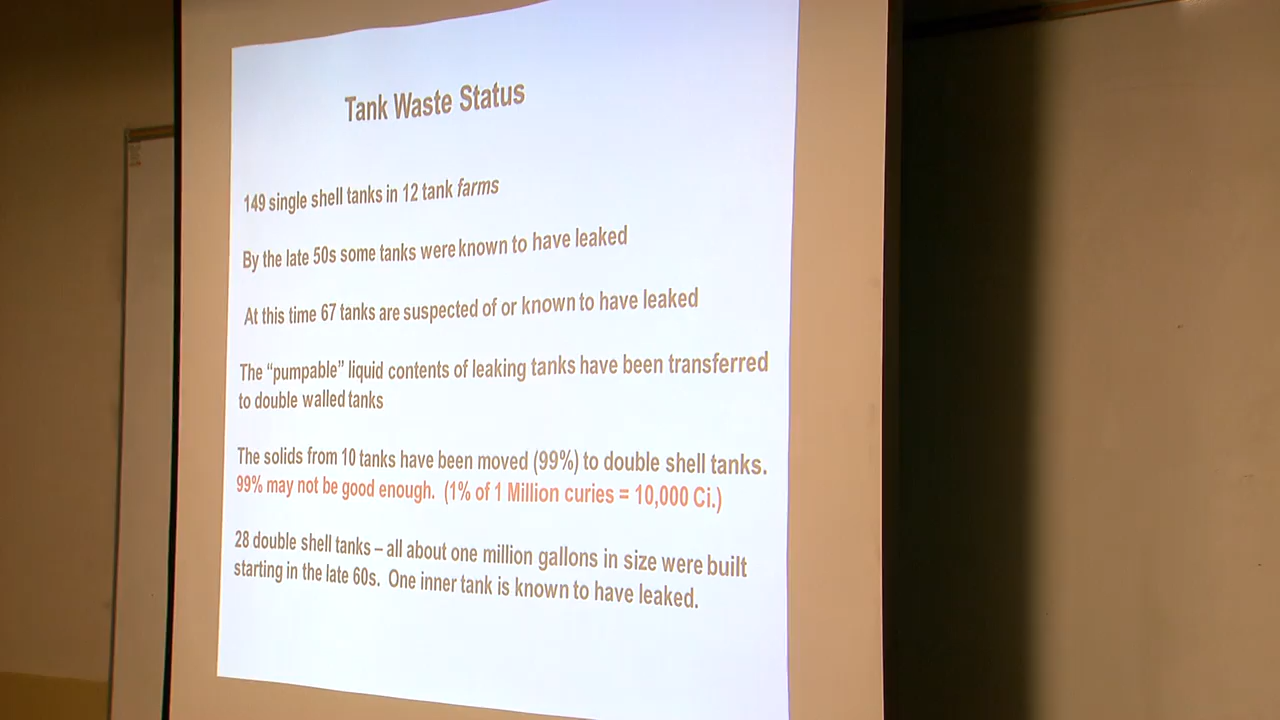 Tank Waste Status
149 single shell tanks in 12 tank farms
By the late 50s some tanks were known to have leaked
At this time 67 tanks are suspected of or known to have leaked
The “pumpable” liquid contents of leaking tanks have been transferred
to double walled tanks
The solids from 10 tanks have been moved (99%) to double shell tanks.
99% may not be good enough. (1% of 1 Million curies = 10,000 Ci.)
28 double shell tanks – all about one million gallons in size were built
starting in the late 60s. One inner tank is known to have leaked.